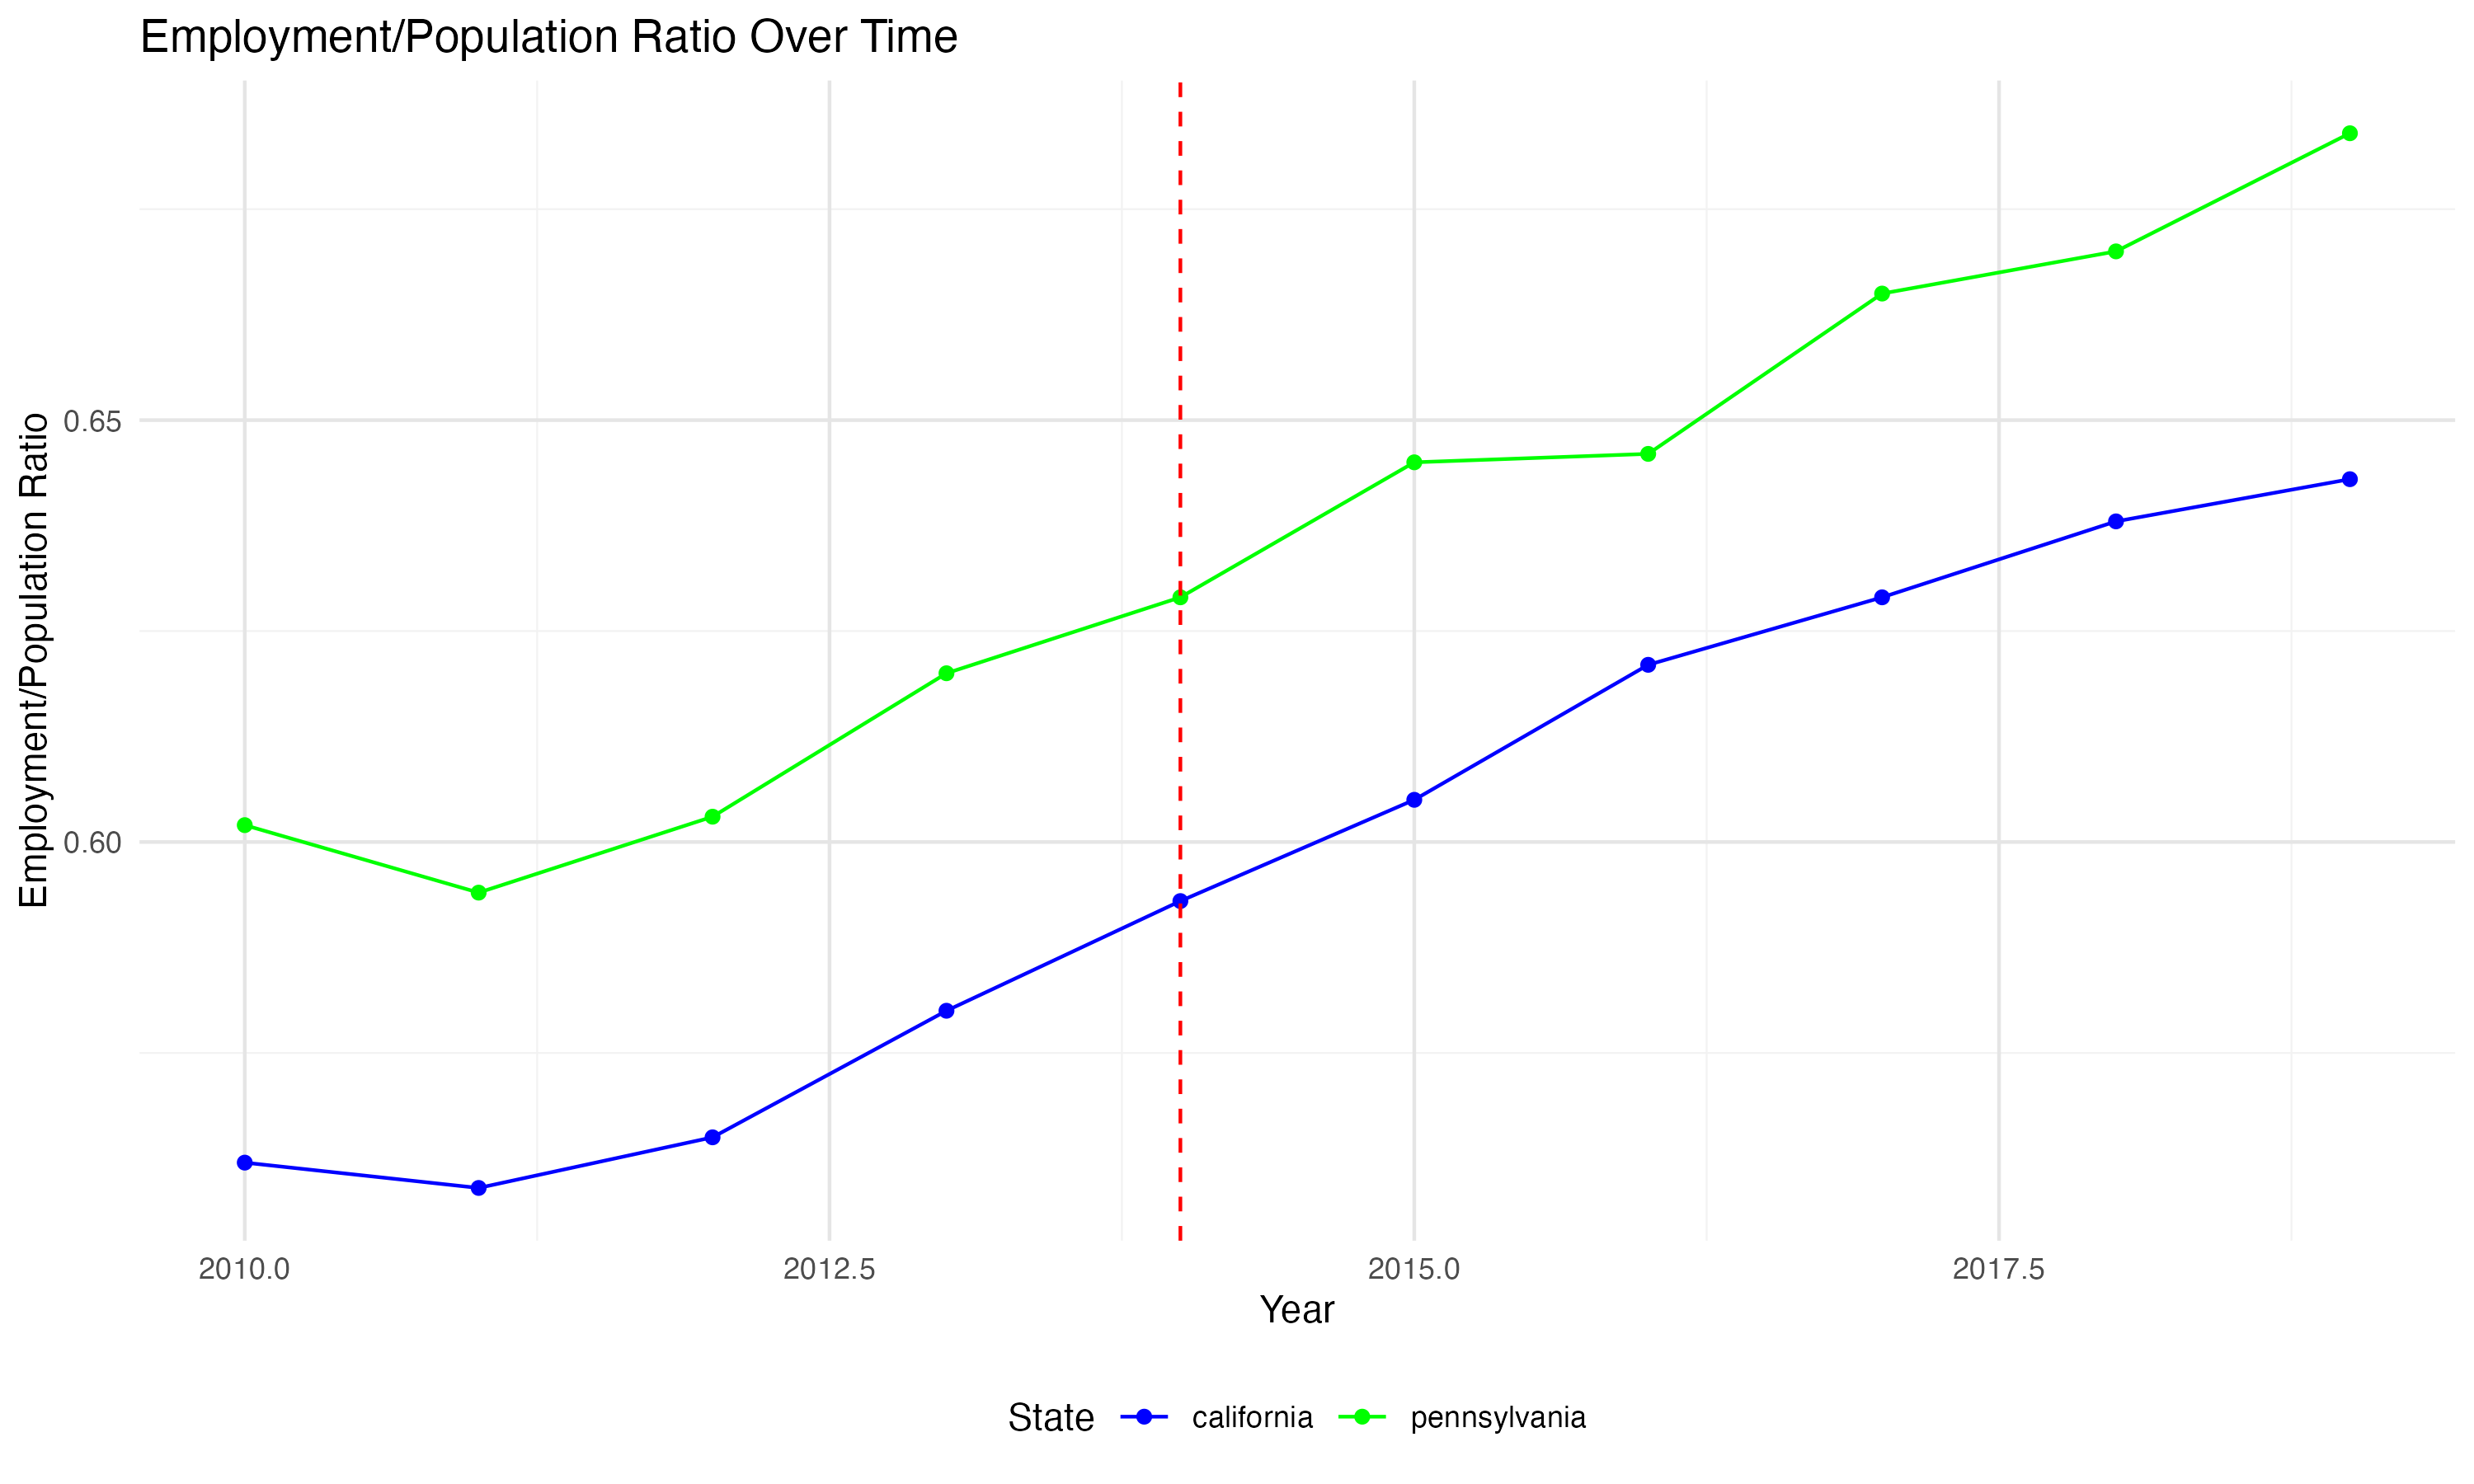 Employment/Population Ratio Over Time
Employment/Population Ratio
0.65
0.60
2010.0 2012.5 2015.0 2017.5
Year
State california pennsylvania